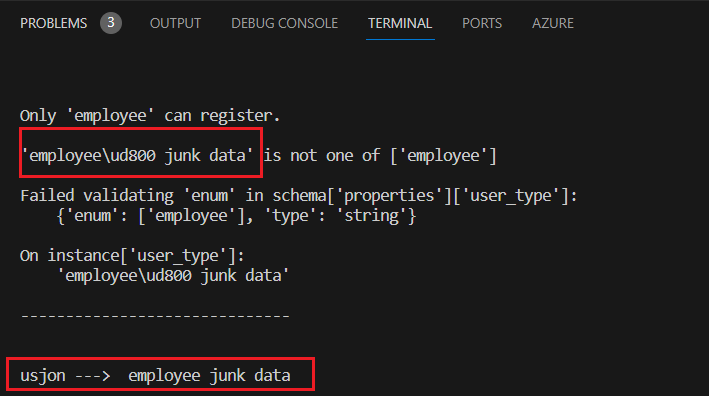 PROBLEMS 3 OUTPUT DEBUG CONSOLE TERMINAL PORTS AZURE
Only 'employee' can register.
'employee\ud800 junk data' is not one of ['employee']
Failed validating 'enum' in schema['properties']['user_type']:
    {'enum': ['employee'], 'type': 'string'}
On instance['user_type']:
    'employee\ud800 junk data'
------------------------------
usjon --->  employee junk data